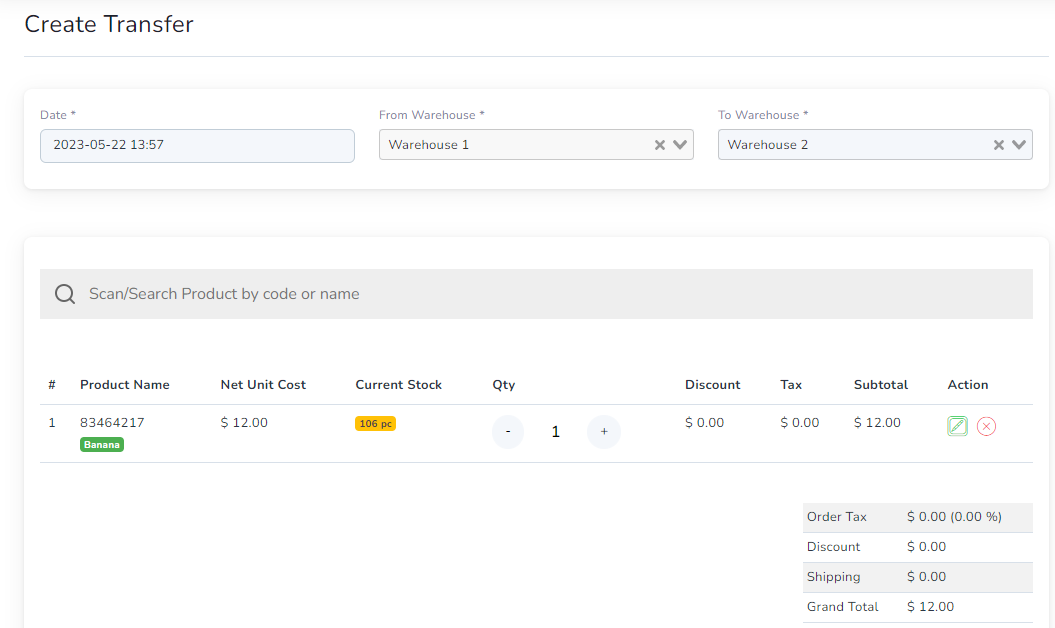 Create Transfer
Date * From Warehouse * To Warehouse *
2023-05-22 13:57 Warehouse 1 Warehouse 2
Scan/Search Product by code or name
# Product Name Net Unit Cost Current Stock Qty Discount Tax Subtotal Action
1 83464217 $ 12.00 106 pc - 1 + $ 0.00 $ 0.00 $ 12.00
Banana
Order Tax $ 0.00 (0.00 %)
Discount $ 0.00
Shipping $ 0.00
Grand Total $ 12.00